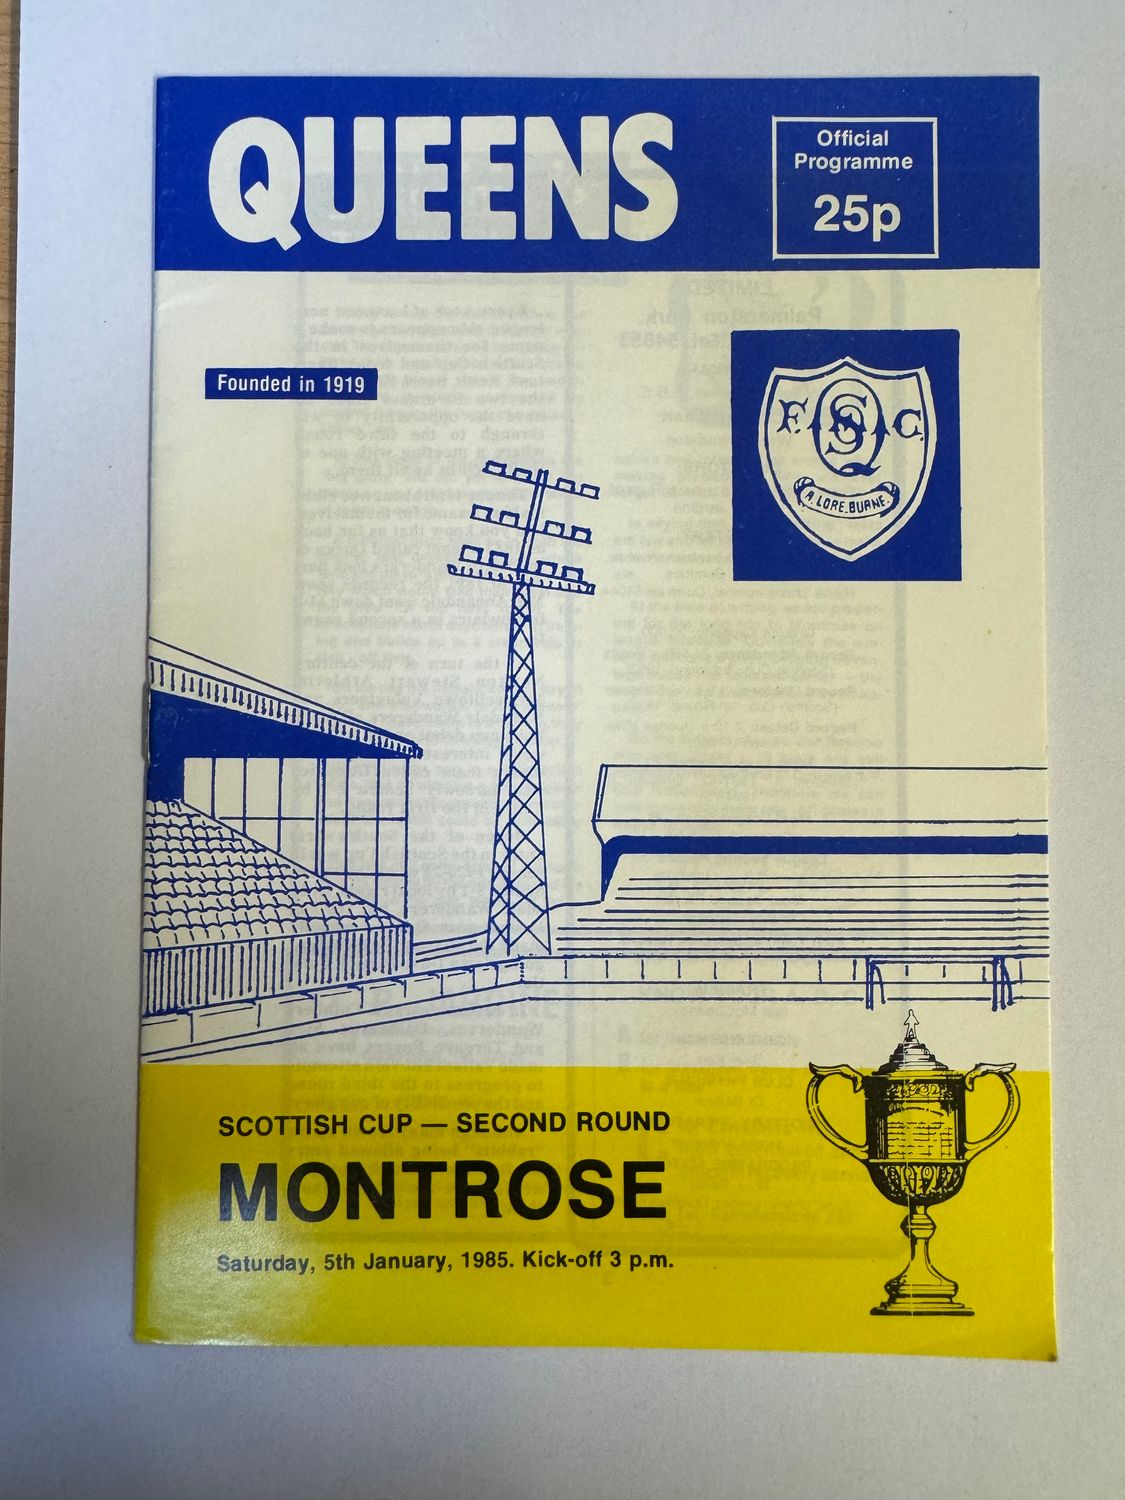 QUEENS
Official
Programme
25p
Founded in 1919
F. Q S C.
A. LORE.BURNE.
SCOTTISH CUP — SECOND ROUND
MONTROSE
Saturday, 5th January, 1985. Kick-off 3 p.m.